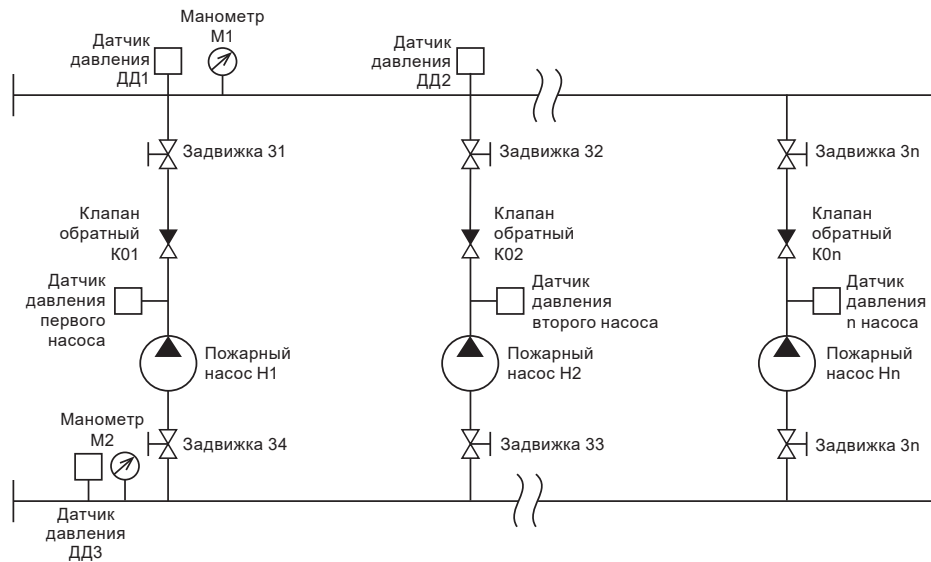 Манометр
М1
Датчик
давления
ДД1
Датчик
давления
ДД2
Задвижка 31
Задвижка 32
Задвижка 3n
Клапан
обратный
К01
Клапан
обратный
К02
Клапан
обратный
К0n
Датчик
давления
первого
насоса
Датчик
давления
второго насоса
Датчик
давления
n насоса
Пожарный
насос Н1
Пожарный
насос Н2
Пожарный
насос Нn
Манометр
М2
Задвижка 34
Задвижка 33
Задвижка 3n
Датчик
давления
ДД3